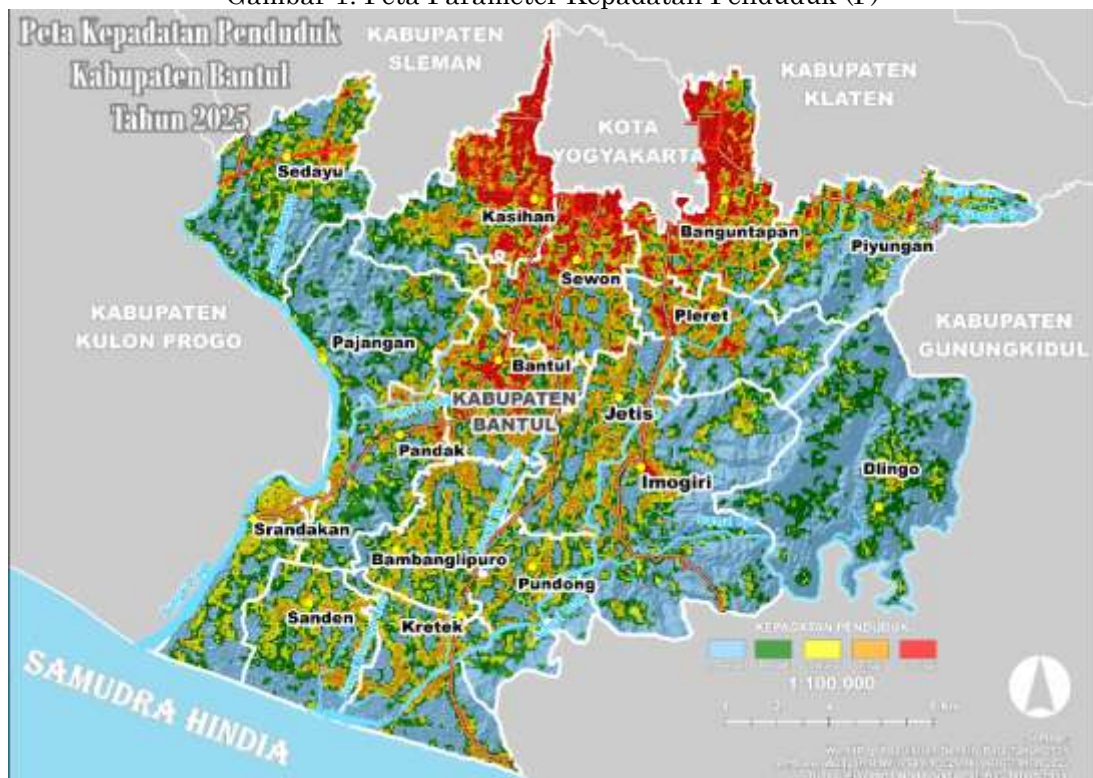 Gambar 1. Peta Parameter Kepadatan Penduduk (P)
Peta Kepadatan Penduduk
Kabupaten Bantul
Tahun 2025
KABUPATEN
SLEMAN
KABUPATEN
KLATEN
KOTA
YOGYAKARTA
Sedayu
Kasihan
Banguntapan
Piyungan
Sewon
KABUPATEN
KULON PROGO
Pleret
KABUPATEN
GUNUNGKIDUL
Pajangan
Bantul
KABUPATEN
BANTUL
Jetis
Pandak
Imogiri
Dlingo
Srandakan
Bambanglipuro
Pundong
Sanden
Kretek
KEPADATAN PENDUDUK
1:100.000
SAMUDRA HINDIA